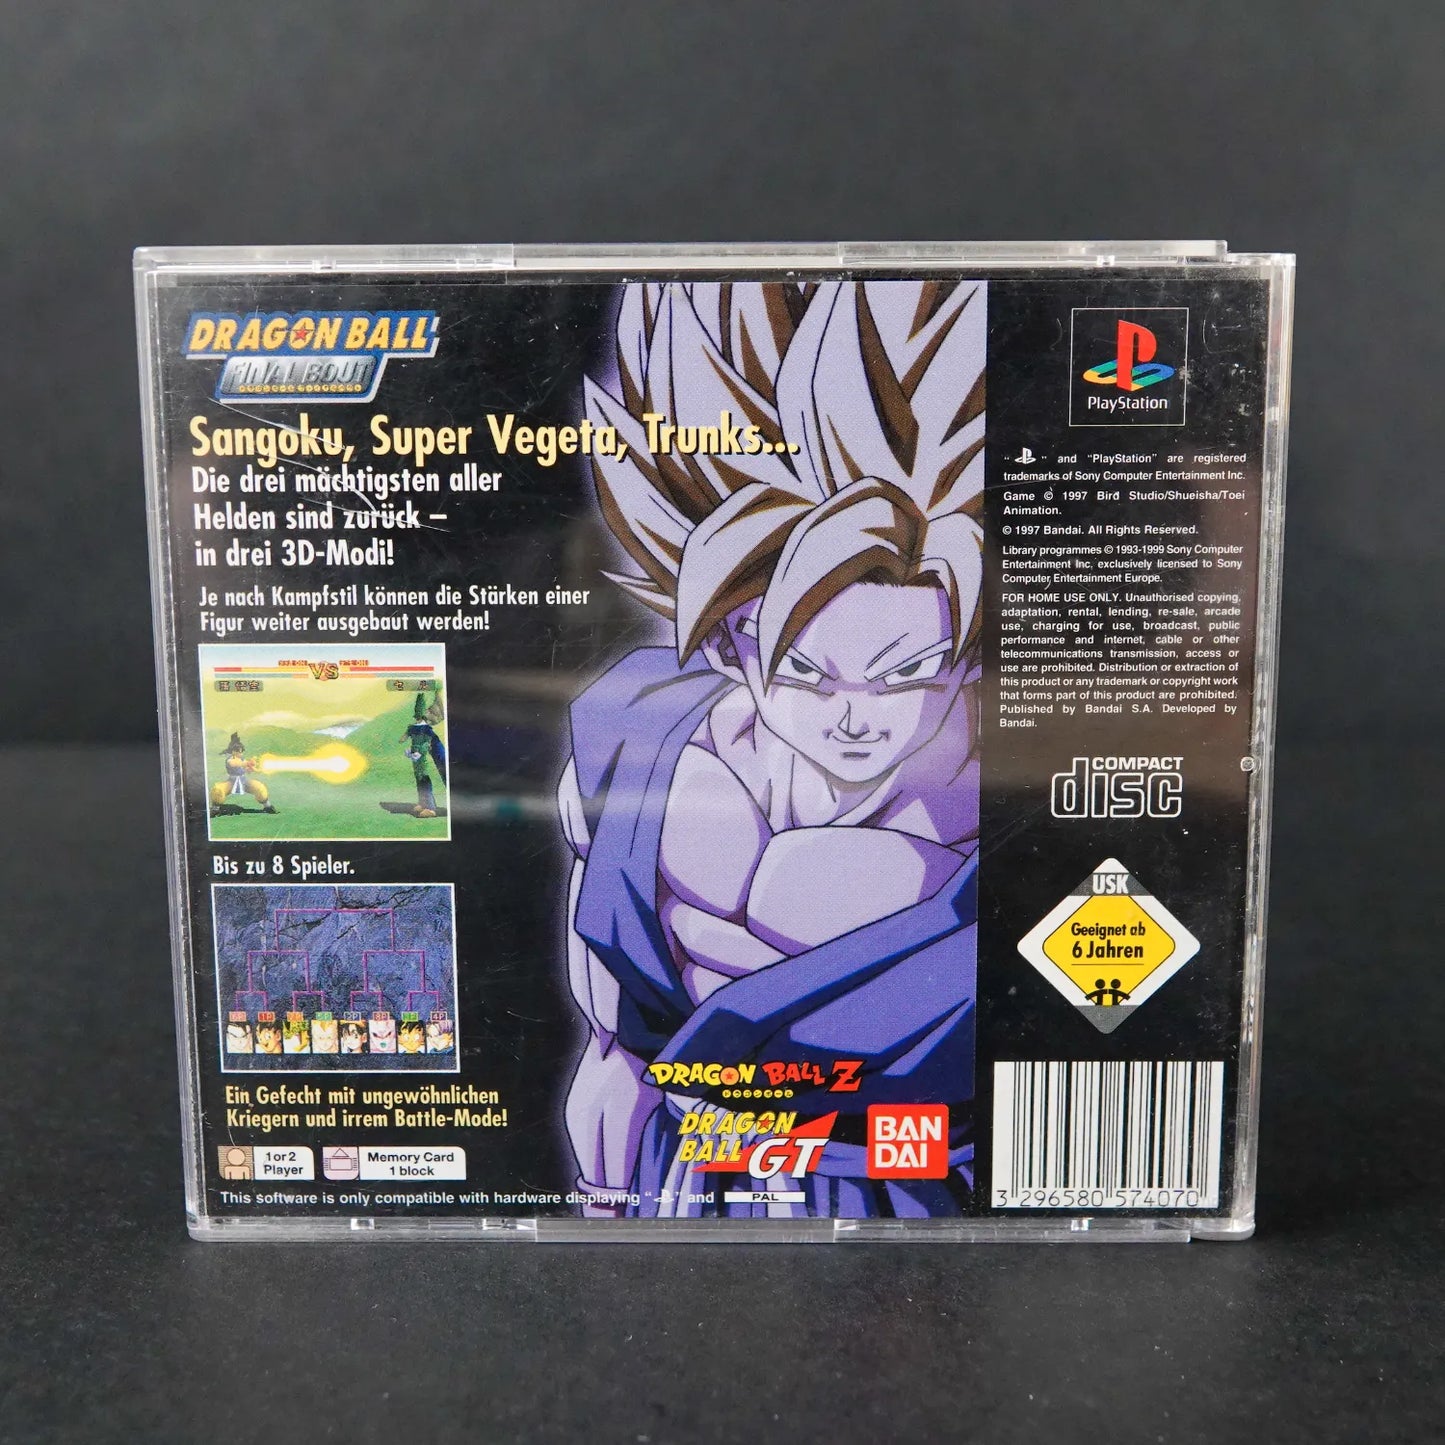 DRAGON BALL
FINAL BOUT
Sangoku, Super Vegeta, Trunks...
Die drei mächtigsten aller
Helden sind zurück –
in drei 3D-Modi!
Je nach Kampfstil können die Stärken einer
Figur weiter ausgebaut werden!
VS
Bis zu 8 Spieler.
Ein Gefecht mit ungewöhnlichen
Kriegern und irrem Battle-Mode!
1 or 2
Player
Memory Card
1 block
This software is only compatible with hardware displaying " " and PAL
DRAGON BALL Z
ドラゴンボール
DRAGON
BALL GT
BAN
DAI
PlayStation
" " and "PlayStation" are registered
trademarks of Sony Computer Entertainment Inc.
Game © 1997 Bird Studio/Shueisha/Toei
Animation.
© 1997 Bandai. All Rights Reserved.
Library programmes © 1993-1999 Sony Computer
Entertainment Inc. exclusively licensed to Sony
Computer Entertainment Europe.
FOR HOME USE ONLY. Unauthorised copying,
adaptation, rental, lending, re-sale, arcade
use, charging for use, broadcast, public
performance and internet, cable or other
telecommunications transmission, access or
use are prohibited. Distribution or extraction of
this product or any trademark or copyright work
that forms part of this product are prohibited.
Published by Bandai S.A. Developed by
Bandai.
COMPACT
disc
USK
Geeignet ab
6 Jahren
3 296580 574070